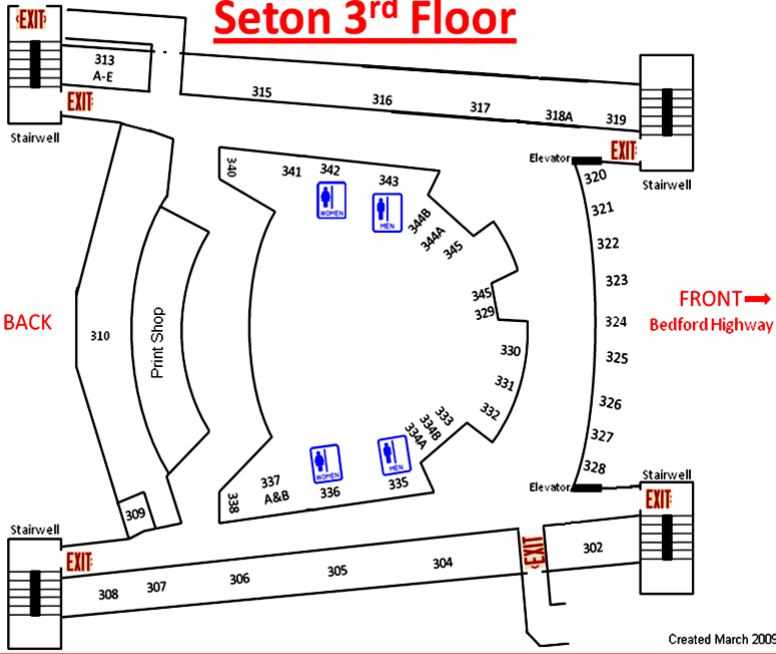 Seton 3rd Floor
EXIT
313
A-E
EXIT
Stairwell
315
316
317
318A
319
EXIT
Elevator
Stairwell
340
341
342
343
WOMEN
MEN
344B
344A
345
320
321
322
323
324
325
326
327
328
345
329
330
331
332
333
334B
334A
FRONT
Bedford Highway
BACK
310
Print Shop
WOMEN
MEN
337
A&B
336
335
338
309
Elevator
Stairwell
EXIT
Stairwell
EXIT
308
307
306
305
304
EXIT
302
Created March 2009